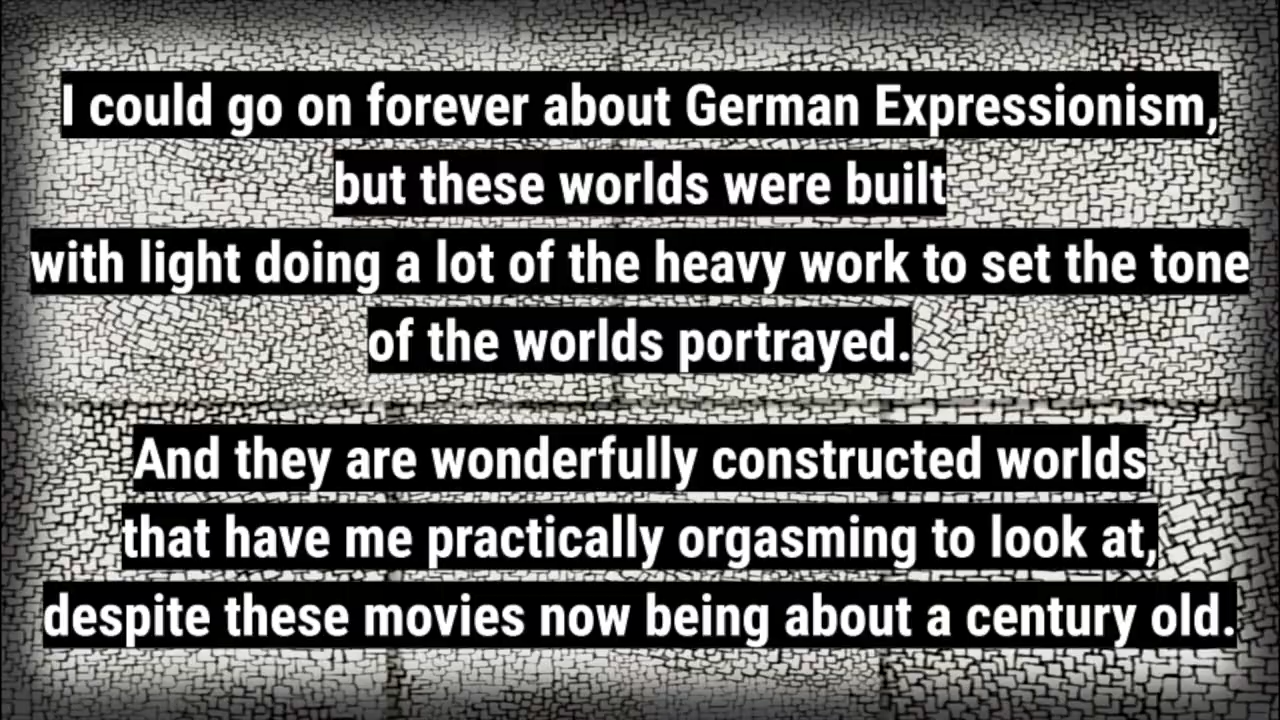 I could go on forever about German Expressionism,
but these worlds were built
with light doing a lot of the heavy work to set the tone
of the worlds portrayed.
And they are wonderfully constructed worlds
that have me practically orgasming to look at,
despite these movies now being about a century old.